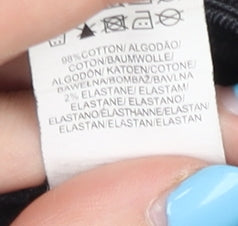 98%COTTON/ALGODÃO/
COTON/BAUMWOLLE/
ALGODÓN/KATOEN/COTONE/
BAWEŁNA/BOMBAŽ/BAVLNA
2% ELASTANE/ELASTAM/
ELASTANE/ELASTANO/
ELASTANO/ÉLASTHANNE/ELASTAN/
ELASTAN/ELASTAN/ELASTAN